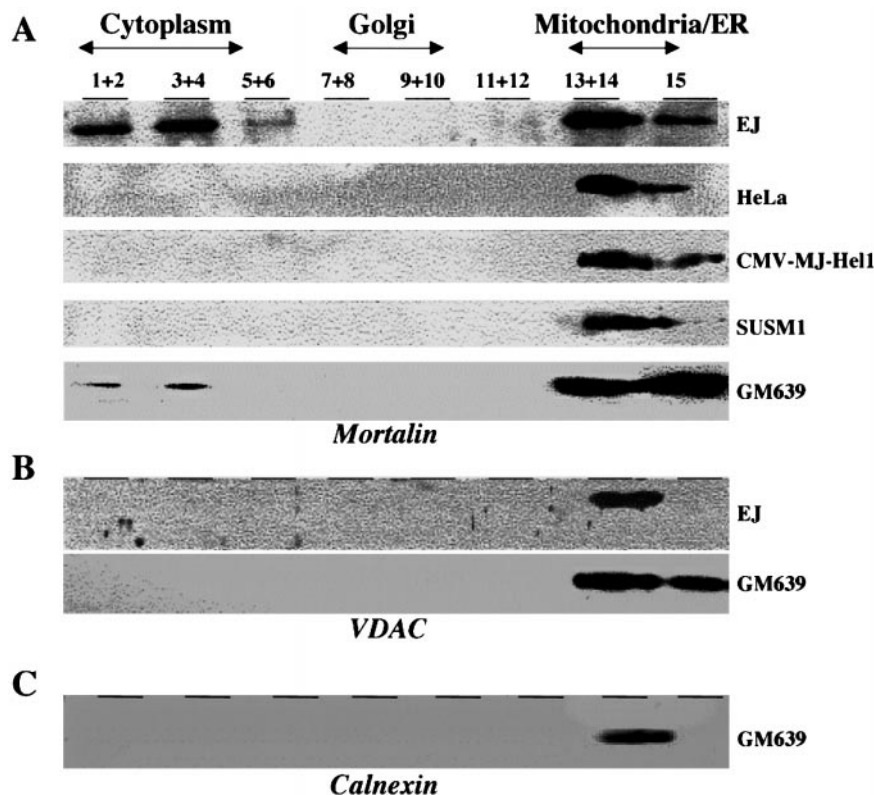 A
Cytoplasm Golgi Mitochondria/ER
1+2 3+4 5+6 7+8 9+10 11+12 13+14 15
EJ
HeLa
CMV-MJ-Hel1
SUSM1
GM639
Mortalin
B
EJ
GM639
VDAC
C
GM639
Calnexin